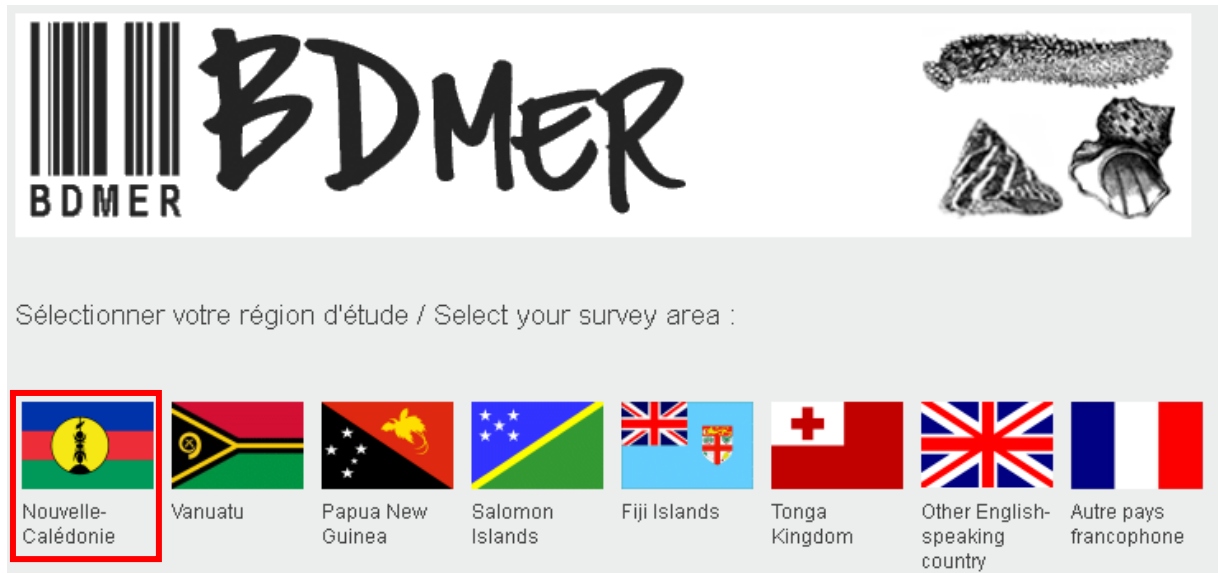 BDMER
BDMER
Sélectionner votre région d'étude / Select your survey area :
Nouvelle-
Calédonie
Vanuatu
Papua New
Guinea
Salomon
Islands
Fiji Islands
Tonga
Kingdom
Other English-
speaking
country
Autre pays
francophone